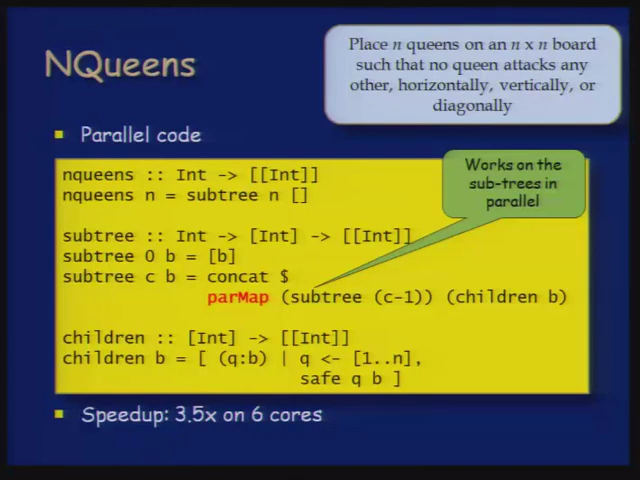 NQueens
Place n queens on an n x n board
such that no queen attacks any
other, horizontally, vertically, or
diagonally
Parallel code
Works on the
sub-trees in
parallel
nqueens :: Int -> [[Int]]
nqueens n = subtree n []
subtree :: Int -> [Int] -> [[Int]]
subtree 0 b = [b]
subtree c b = concat $
parMap (subtree (c-1)) (children b)
children :: [Int] -> [[Int]]
children b = [ (q:b) | q <- [1..n],
safe q b ]
Speedup: 3.5x on 6 cores